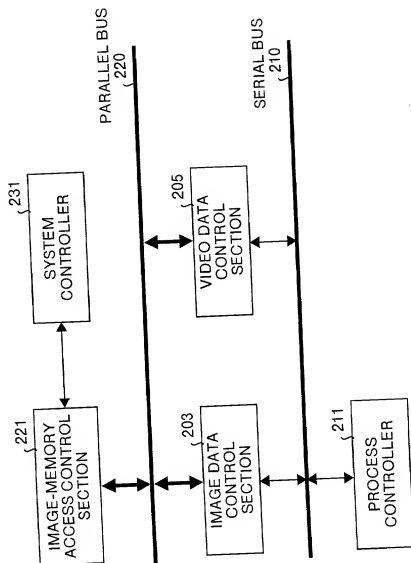 221
IMAGE-MEMORY
ACCESS CONTROL
SECTION
231
SYSTEM
CONTROLLER
PARALLEL BUS
220
203
IMAGE DATA
CONTROL
SECTION
205
VIDEO DATA
CONTROL
SECTION
SERIAL BUS
210
211
PROCESS
CONTROLLER